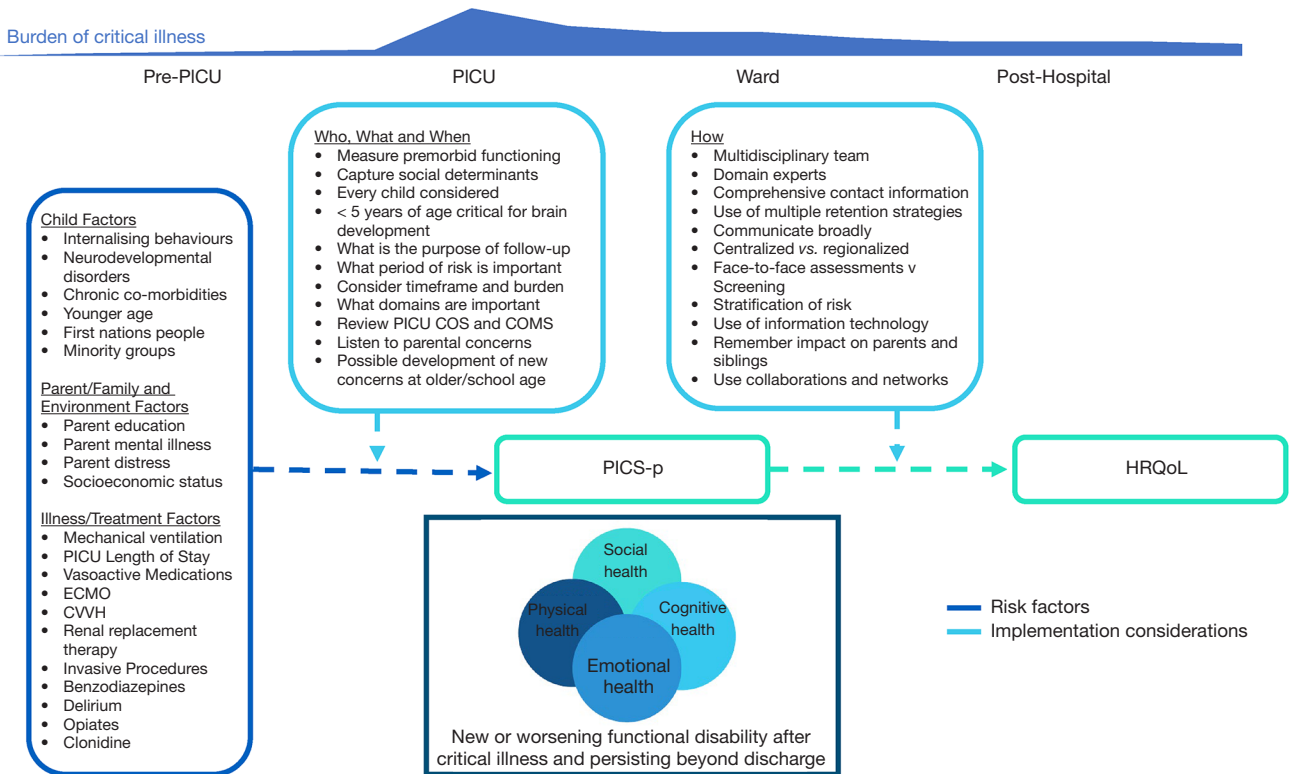 Burden of critical illness
Pre-PICU
PICU
Ward
Post-Hospital
Child Factors
• Internalising behaviours
• Neurodevelopmental
disorders
• Chronic co-morbidities
• Younger age
• First nations people
• Minority groups
Parent/Family and
Environment Factors
• Parent education
• Parent mental illness
• Parent distress
• Socioeconomic status
Illness/Treatment Factors
• Mechanical ventilation
• PICU Length of Stay
• Vasoactive Medications
• ECMO
• CVVH
• Renal replacement
therapy
• Invasive Procedures
• Benzodiazepines
• Delirium
• Opiates
• Clonidine
Who, What and When
• Measure premorbid functioning
• Capture social determinants
• Every child considered
• < 5 years of age critical for brain
development
• What is the purpose of follow-up
• What period of risk is important
• Consider timeframe and burden
• What domains are important
• Review PICU COS and COMS
• Listen to parental concerns
• Possible development of new
concerns at older/school age
How
• Multidisciplinary team
• Domain experts
• Comprehensive contact information
• Use of multiple retention strategies
• Communicate broadly
• Centralized vs. regionalized
• Face-to-face assessments v
Screening
• Stratification of risk
• Use of information technology
• Remember impact on parents and
siblings
• Use collaborations and networks
PICS-p
HRQoL
Social
health
Physical
health
Cognitive
health
Emotional
health
New or worsening functional disability after
critical illness and persisting beyond discharge
Risk factors
Implementation considerations